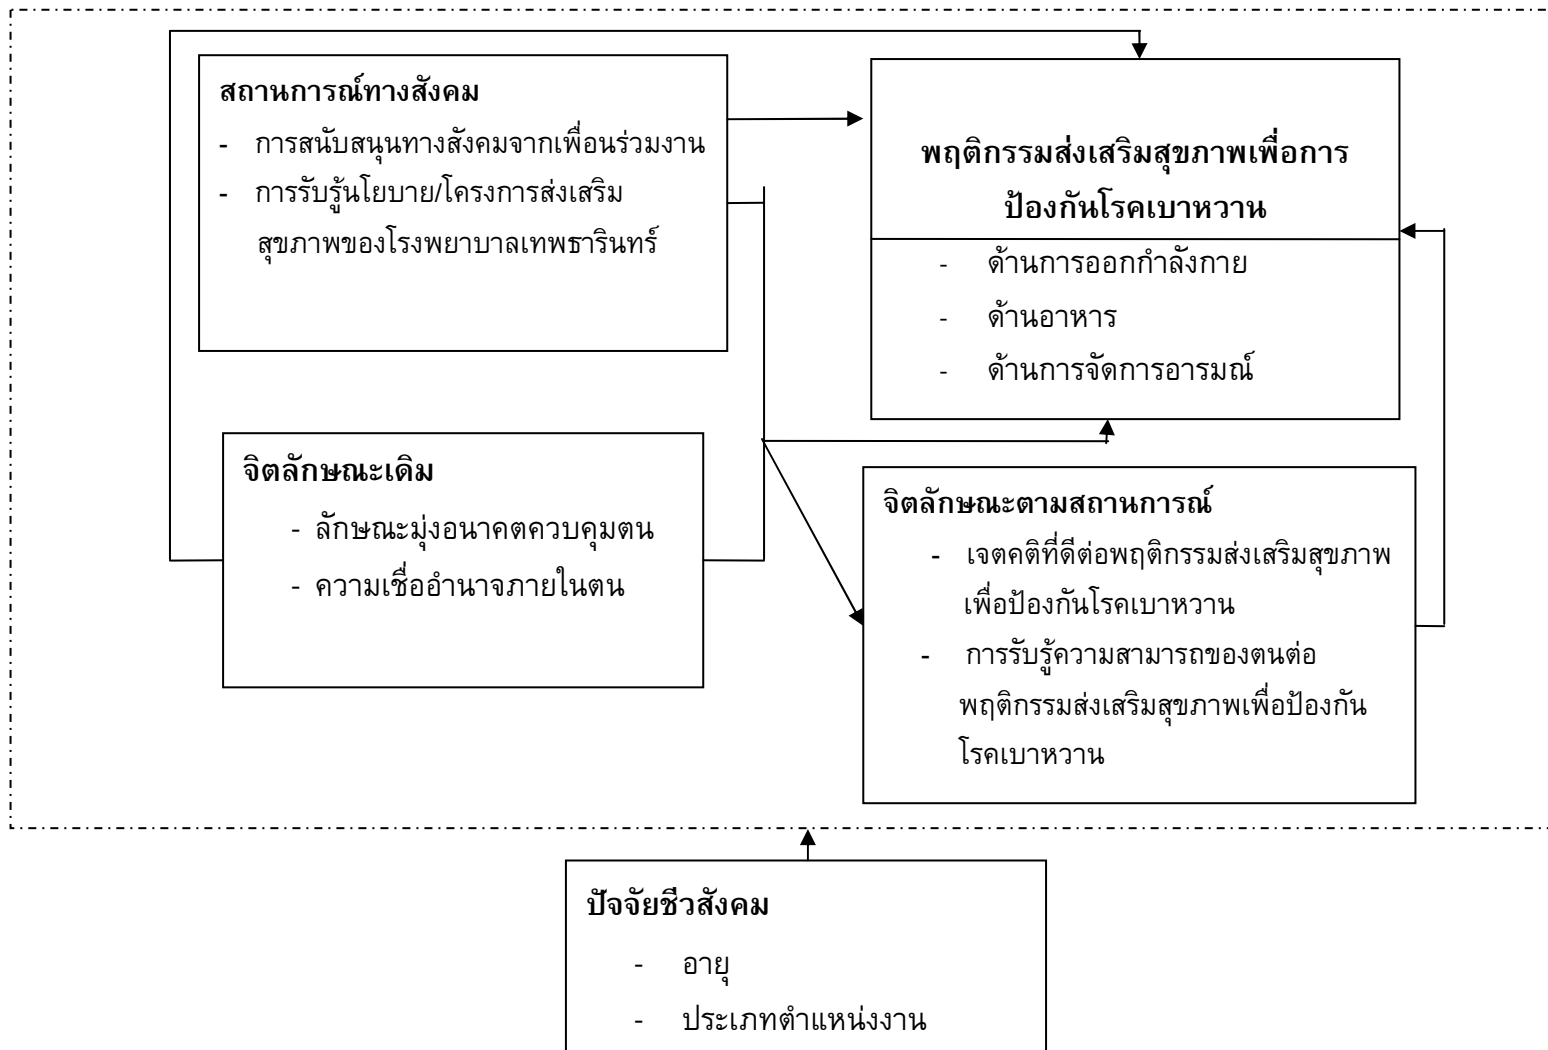 สถานการณ์ทางสังคม
- การสนับสนุนทางสังคมจากเพื่อนร่วมงาน
- การรับรู้นโยบาย/โครงการส่งเสริม
สุขภาพของโรงพยาบาลเทพธารินทร์
พฤติกรรมส่งเสริมสุขภาพเพื่อการ
ป้องกันโรคเบาหวาน
- ด้านการออกกำลังกาย
- ด้านอาหาร
- ด้านการจัดการอารมณ์
จิตลักษณะเดิม
- ลักษณะมุ่งอนาคตควบคุมตน
- ความเชื่ออำนาจภายในตน
จิตลักษณะตามสถานการณ์
- เจตคติที่ดีต่อพฤติกรรมส่งเสริมสุขภาพ
เพื่อป้องกันโรคเบาหวาน
- การรับรู้ความสามารถของตนต่อ
พฤติกรรมส่งเสริมสุขภาพเพื่อป้องกัน
โรคเบาหวาน
ปัจจัยชีวสังคม
- อายุ
- ประเภทตำแหน่งงาน